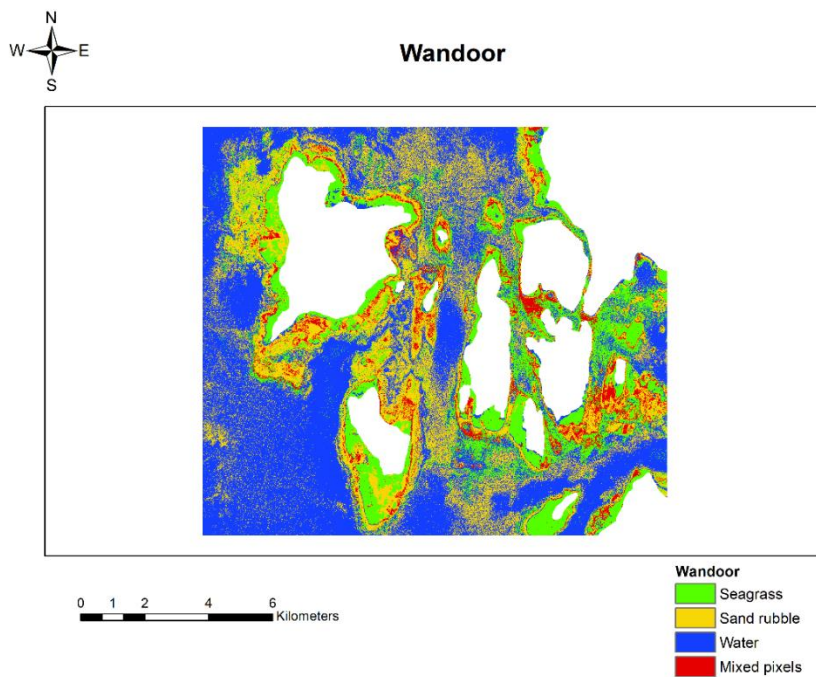 N
W E
S
Wandoor
0 1 2 4 6
Kilometers
Wandoor
Seagrass
Sand rubble
Water
Mixed pixels